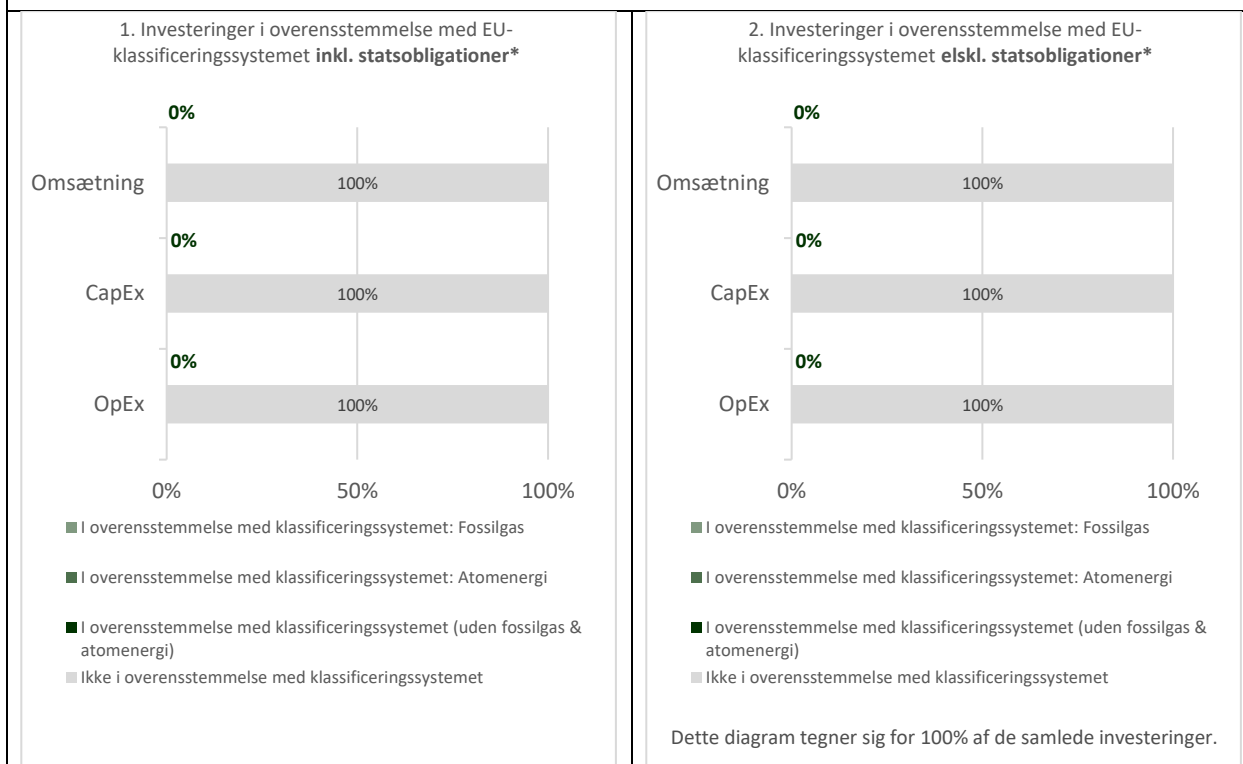 1. Investeringer i overensstemmelse med EU-
klassificeringssystemet inkl. statsobligationer*
0%
Omsætning
100%
0%
CapEx
100%
0%
OpEx
100%
0%
50%
100%
I overensstemmelse med klassificeringssystemet: Fossilgas
I overensstemmelse med klassificeringssystemet: Atomenergi
I overensstemmelse med klassificeringssystemet (uden fossilgas &
atomenergi)
Ikke i overensstemmelse med klassificeringssystemet
2. Investeringer i overensstemmelse med EU-
klassificeringssystemet elskl. statsobligationer*
0%
Omsætning
100%
0%
CapEx
100%
0%
OpEx
100%
0%
50%
100%
I overensstemmelse med klassificeringssystemet: Fossilgas
I overensstemmelse med klassificeringssystemet: Atomenergi
I overensstemmelse med klassificeringssystemet (uden fossilgas &
atomenergi)
Ikke i overensstemmelse med klassificeringssystemet
Dette diagram tegner sig for 100% af de samlede investeringer.